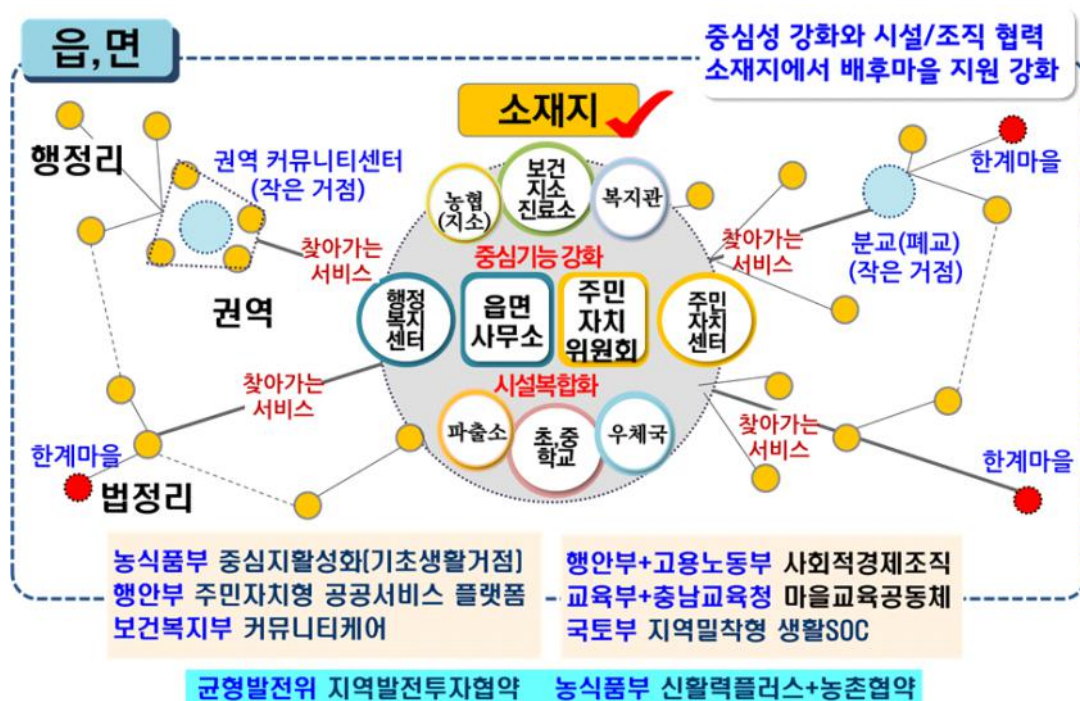 읍,면
중심성 강화와 시설/조직 협력
소재지에서 배후마을 지원 강화
소재지
행정리
권역 커뮤니티센터
(작은 거점)
찾아가는
서비스
권역
농협
(지소)
보건
지소
진료소
복지관
중심기능 강화
행정
복지
센터
읍면
사무소
주민
자치
위원회
주민
자치
센터
시설복합화
파출소
초,중
학교
우체국
찾아가는
서비스
한계마을
분교(폐교)
(작은 거점)
찾아가는
서비스
한계마을
법정리
찾아가는
서비스
한계마을
농식품부 중심지활성화(기초생활거점)
행안부 주민자치형 공공서비스 플랫폼
보건복지부 커뮤니티케어
행안부+고용노동부 사회적경제조직
교육부+충남교육청 마을교육공동체
국토부 지역밀착형 생활SOC
균형발전위 지역발전투자협약 농식품부 신활력플러스+농촌협약